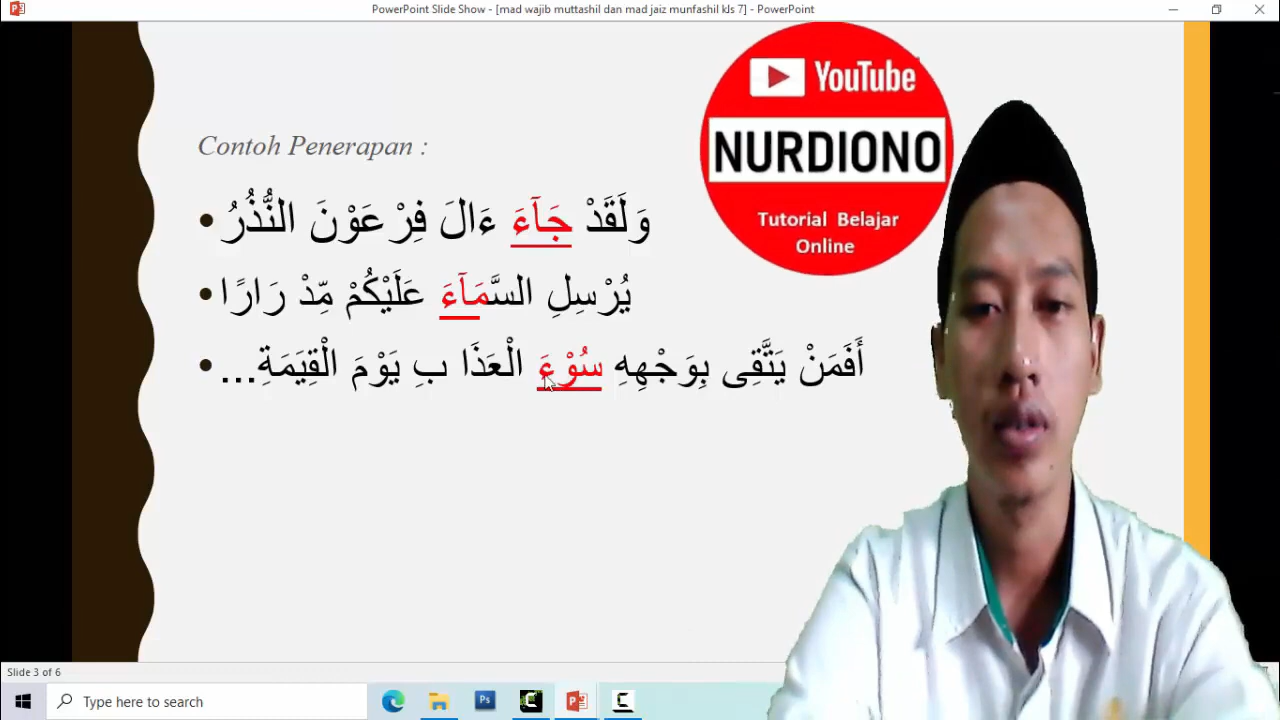 PowerPoint Slide Show - [mad wajib muttashil dan mad jaiz munfashil kls 7] - PowerPoint
YouTube
NURDIONO
Tutorial Belajar
Online
Contoh Penerapan :
• وَلَقَدْ جَآءَ ءَالَ فِرْعَوْنَ النُّذُرُ
• يُرْسِلِ السَّمَآءَ عَلَيْكُمْ مِّدْ رَارًا
• أَفَمَنْ يَتَّقِى بِوَجْهِهِ سُوْءَ الْعَذَا بِ يَوْمَ الْقِيَمَةِ...
Slide 3 of 6
Type here to search
Ps